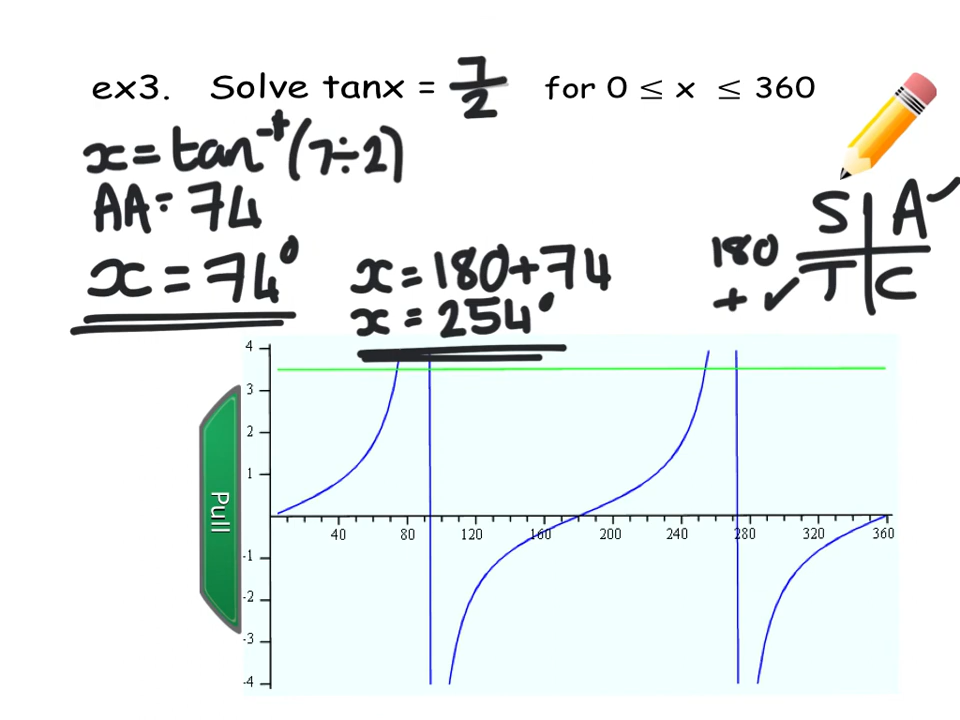 ex3. Solve tanx = 7/2 for 0 ≤ x ≤ 360
x = tan⁻¹(7÷2)
AA = 74
x = 74°
x = 180+74
x = 254°
S A ✓
180
+ ✓ T C
4
3
2
1
-1
-2
-3
-4
40 80 120 160 200 240 280 320 360
Pull